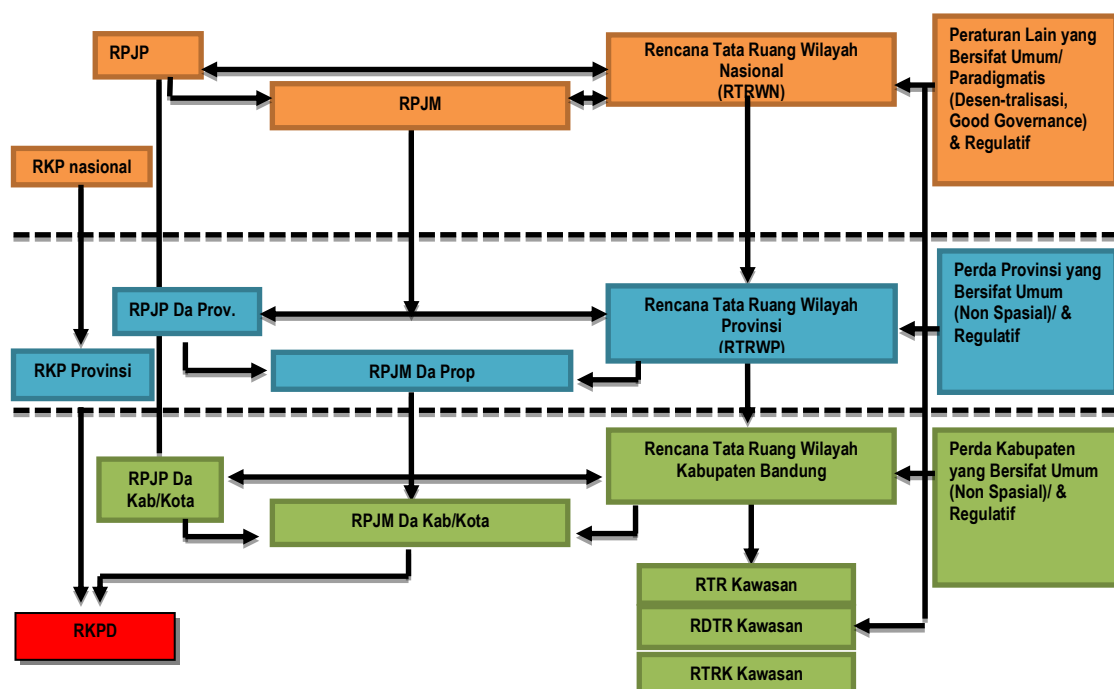 RPJP
Rencana Tata Ruang Wilayah
Nasional
(RTRWN)
Peraturan Lain yang
Bersifat Umum/
Paradigmatis
(Desen-tralisasi,
Good Governance)
& Regulatif
RPJM
RKP nasional
RPJP Da Prov.
Rencana Tata Ruang Wilayah
Provinsi
(RTRWP)
Perda Provinsi yang
Bersifat Umum
(Non Spasial)/ &
Regulatif
RKP Provinsi
RPJM Da Prop
RPJP Da
Kab/Kota
Rencana Tata Ruang Wilayah
Kabupaten Bandung
Perda Kabupaten
yang Bersifat Umum
(Non Spasial)/ &
Regulatif
RPJM Da Kab/Kota
RTR Kawasan
RKPD
RDTR Kawasan
RTRK Kawasan